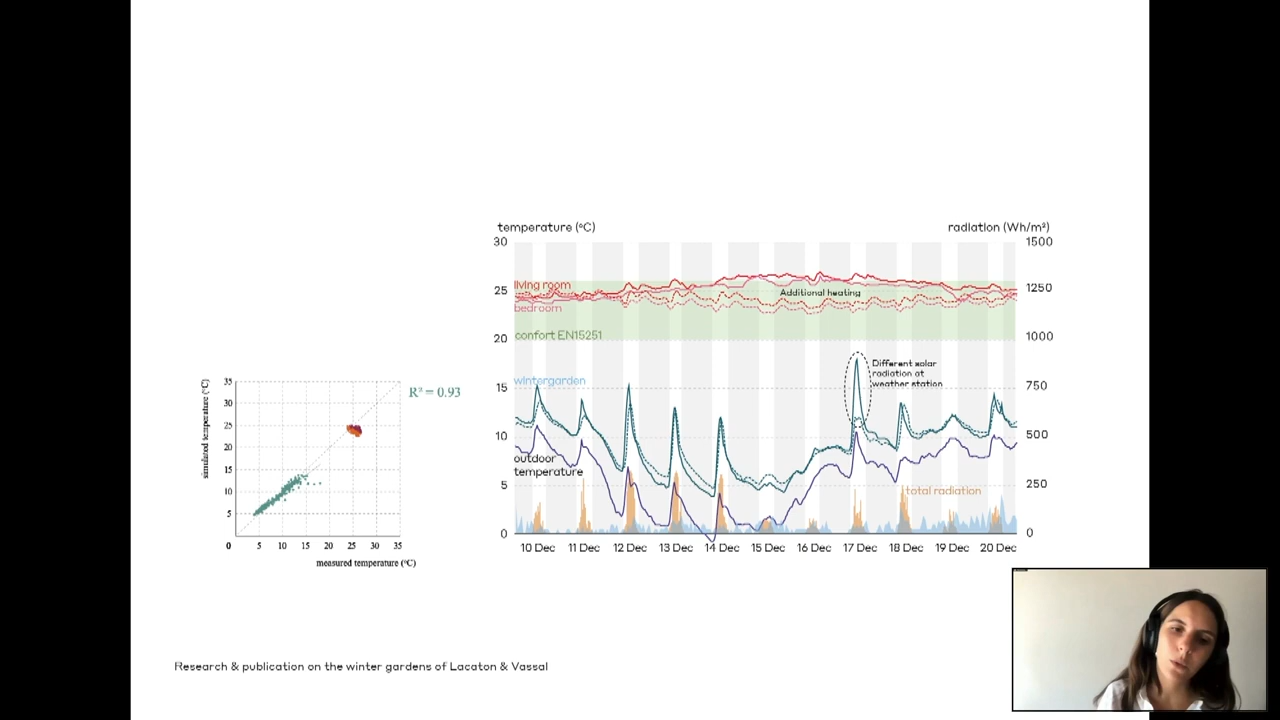 temperature (°C)
radiation (Wh/m²)
30
25
20
15
10
5
0
1500
1250
1000
750
500
250
0
living room
bedroom
Additional heating
confort EN15251
wintergarden
Different solar
radiation at
weather station
outdoor
temperature
total radiation
10 Dec 11 Dec 12 Dec 13 Dec 14 Dec 15 Dec 16 Dec 17 Dec 18 Dec 19 Dec 20 Dec
simulated temperature (°C)
35
30
25
20
15
10
5
R² = 0.93
0 5 10 15 20 25 30 35
measured temperature (°C)
Research & publication on the winter gardens of Lacaton & Vassal